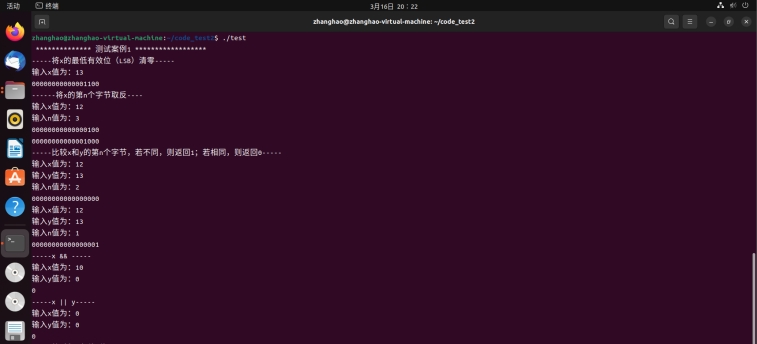 活动
终端
3月16日 20：22
zhanghao@zhanghao-virtual-machine: ~/code_test2
zhanghao@zhanghao-virtual-machine:~/code_test2$ ./test
************** 测试案例1 ******************
-----将x的最低有效位（LSB）清零-----
输入x值为：13
0000000000001100
------将x的第n个字节取反----
输入x值为：12
输入n值为：3
0000000000000100
0000000000001000
-----比较x和y的第n个字节，若不同，则返回1；若相同，则返回0-----
输入x值为：12
输入y值为：13
输入n值为：2
00000000000000000
输入x值为：12
输入y值为：13
输入n值为：1
00000000000000001
-----x && -----
输入x值为：10
输入y值为：0
0
-----x || y-----
输入x值为：0
输入y值为：0
0